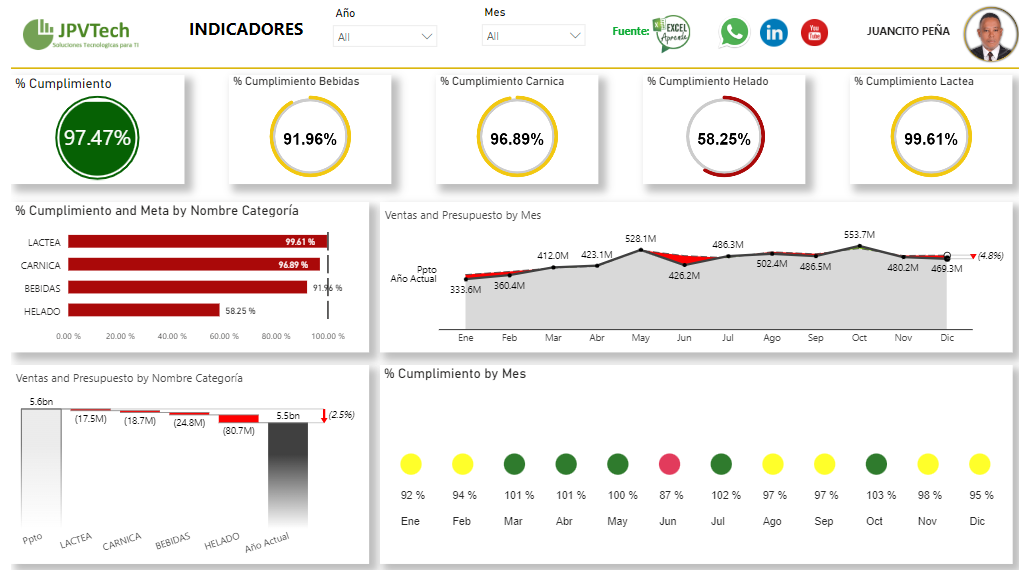 JPVTech
Soluciones Tecnologicas para TI
INDICADORES
Año
All
Mes
All
Fuente:
EXCEL
Aprende
You
Tube
in
JUANCITO PEÑA
% Cumplimiento
97.47%
% Cumplimiento Bebidas
91.96%
% Cumplimiento Carnica
96.89%
% Cumplimiento Helado
58.25%
% Cumplimiento Lactea
99.61%
% Cumplimiento and Meta by Nombre Categoría
LACTEA
99.61 %
CARNICA
96.89 %
BEBIDAS
91.96 %
HELADO
58.25 %
0.00 % 20.00 % 40.00 % 60.00 % 80.00 % 100.00 %
Ventas and Presupuesto by Mes
Ppto
Año Actual
333.6M 360.4M 412.0M 423.1M 528.1M 426.2M 486.3M 502.4M 486.5M 553.7M 480.2M 469.3M
(4.8%)
Ene Feb Mar Abr May Jun Jul Ago Sep Oct Nov Dic
Ventas and Presupuesto by Nombre Categoría
5.6bn
(17.5M)
(18.7M)
(24.8M)
(80.7M)
5.5bn
(2.5%)
Ppto LACTEA CARNICA BEBIDAS HELADO Año Actual
% Cumplimiento by Mes
92 % 94 % 101 % 101 % 100 % 87 % 102 % 97 % 97 % 103 % 98 % 95 %
Ene Feb Mar Abr May Jun Jul Ago Sep Oct Nov Dic